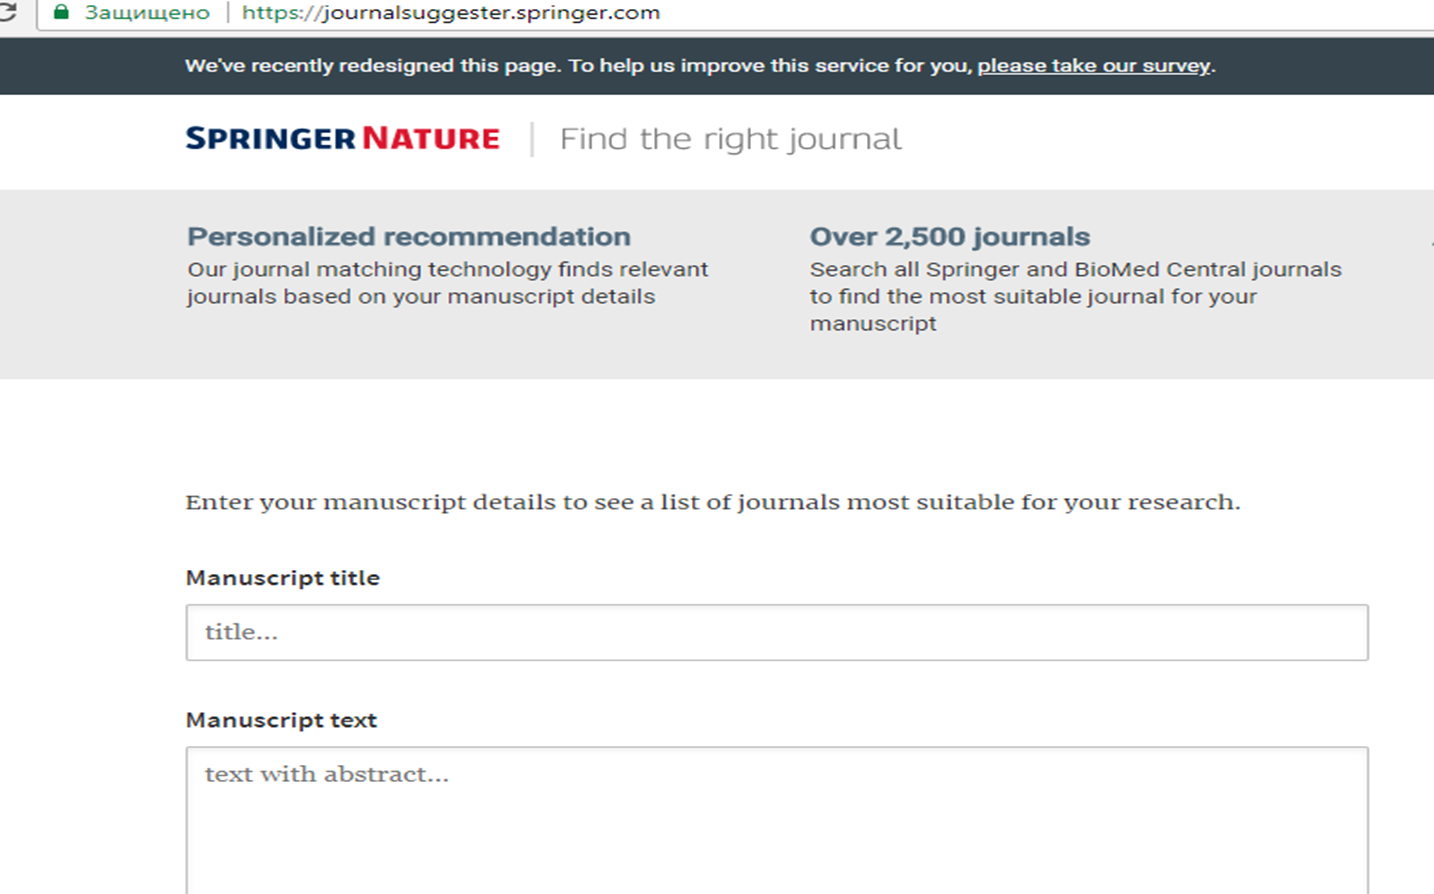 Защищено | https://journalsuggester.springer.com
We've recently redesigned this page. To help us improve this service for you, please take our survey.
SPRINGER NATURE | Find the right journal
Personalized recommendation
Our journal matching technology finds relevant
journals based on your manuscript details
Over 2,500 journals
Search all Springer and BioMed Central journals
to find the most suitable journal for your
manuscript
Enter your manuscript details to see a list of journals most suitable for your research.
Manuscript title
title...
Manuscript text
text with abstract...